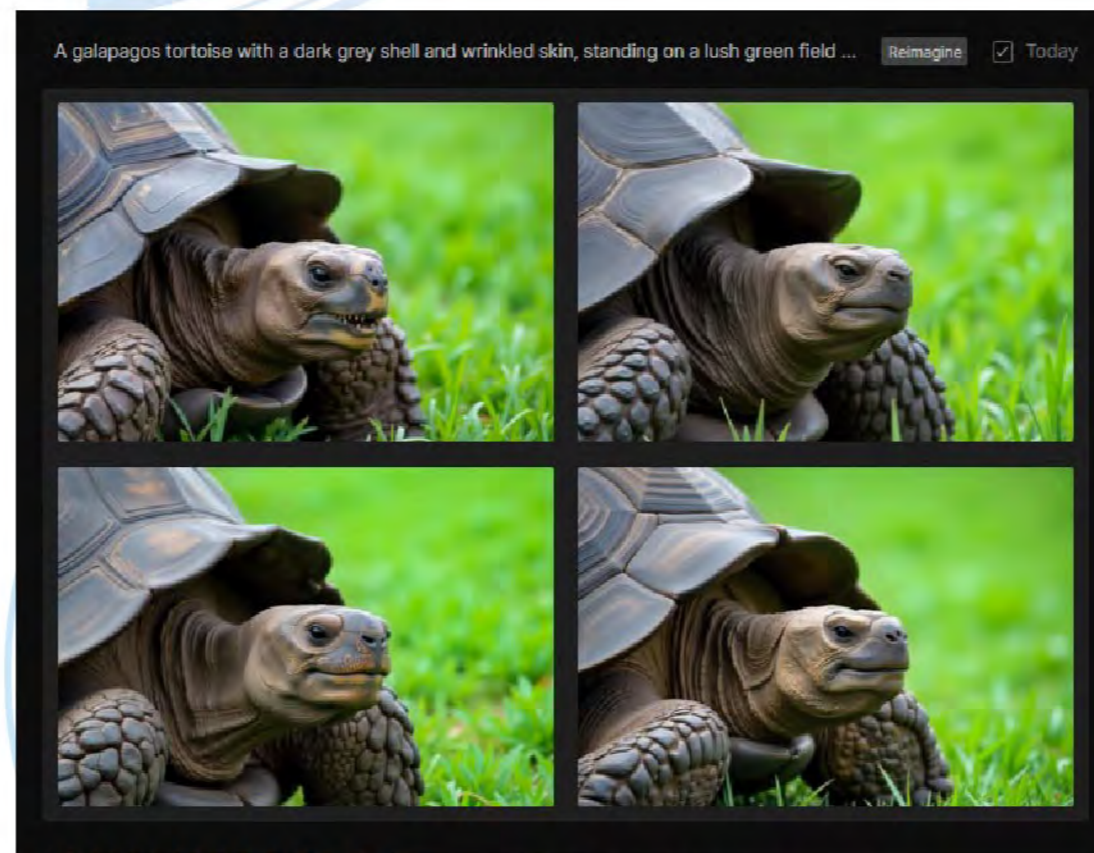 A galapagos tortoise with a dark grey shell and wrinkled skin, standing on a lush green field ... Reimagine Today